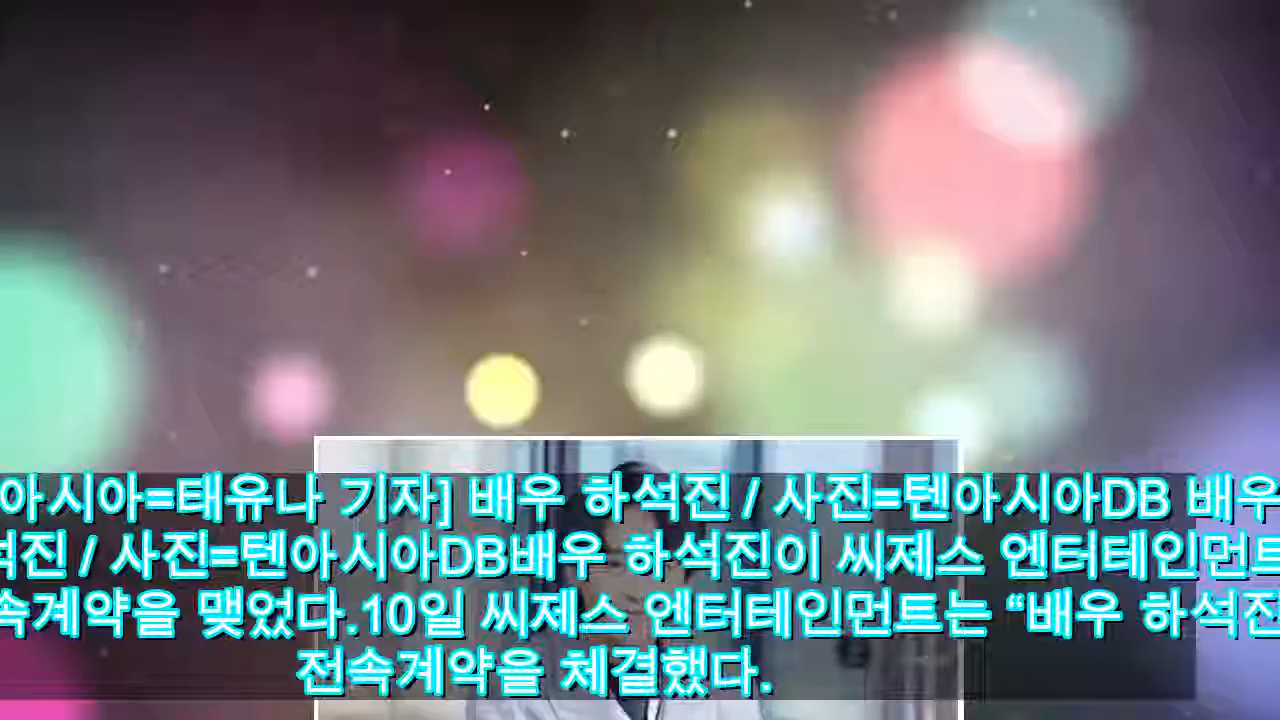 아시아=태유나 기자] 배우 하석진 / 사진=텐아시아DB 배우
석진 / 사진=텐아시아DB배우 하석진이 씨제스 엔터테인먼트
속계약을 맺었다.10일 씨제스 엔터테인먼트는 “배우 하석진
전속계약을 체결했다.